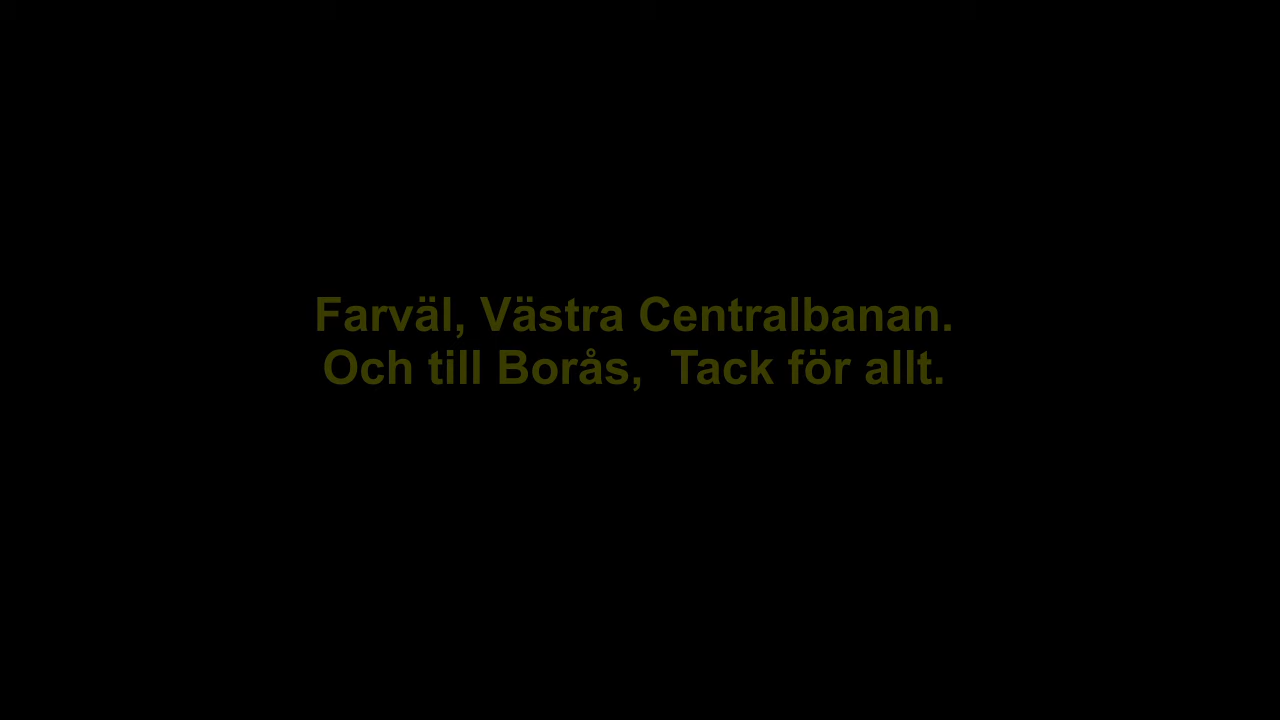 Farväl, Västra Centralbanan.
Och till Borås,  Tack för allt.